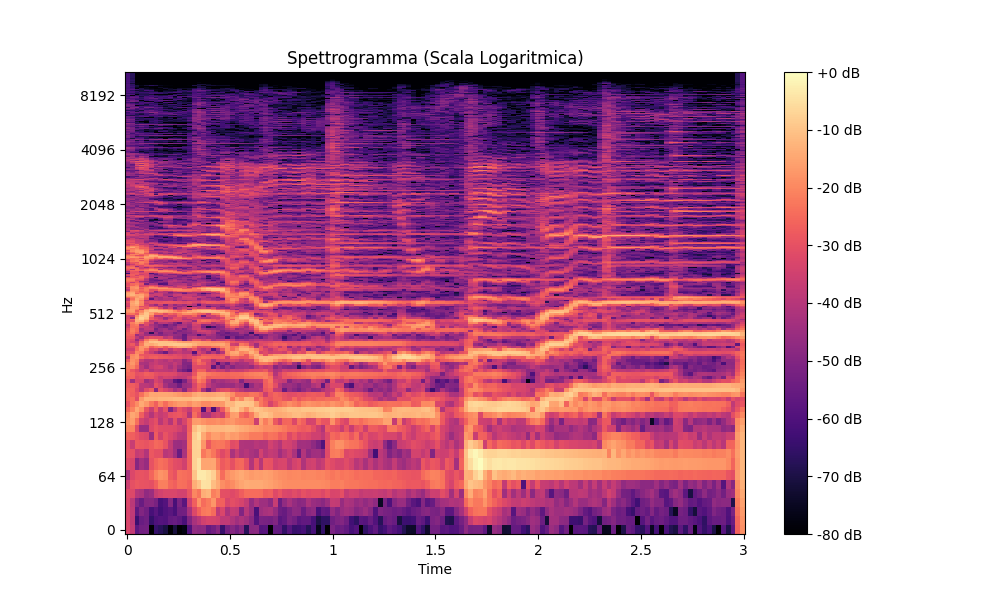 Spettrogramma (Scala Logaritmica)
Hz
8192
4096
2048
1024
512
256
128
64
0
0
0.5
1
1.5
2
2.5
3
Time
+0 dB
-10 dB
-20 dB
-30 dB
-40 dB
-50 dB
-60 dB
-70 dB
-80 dB